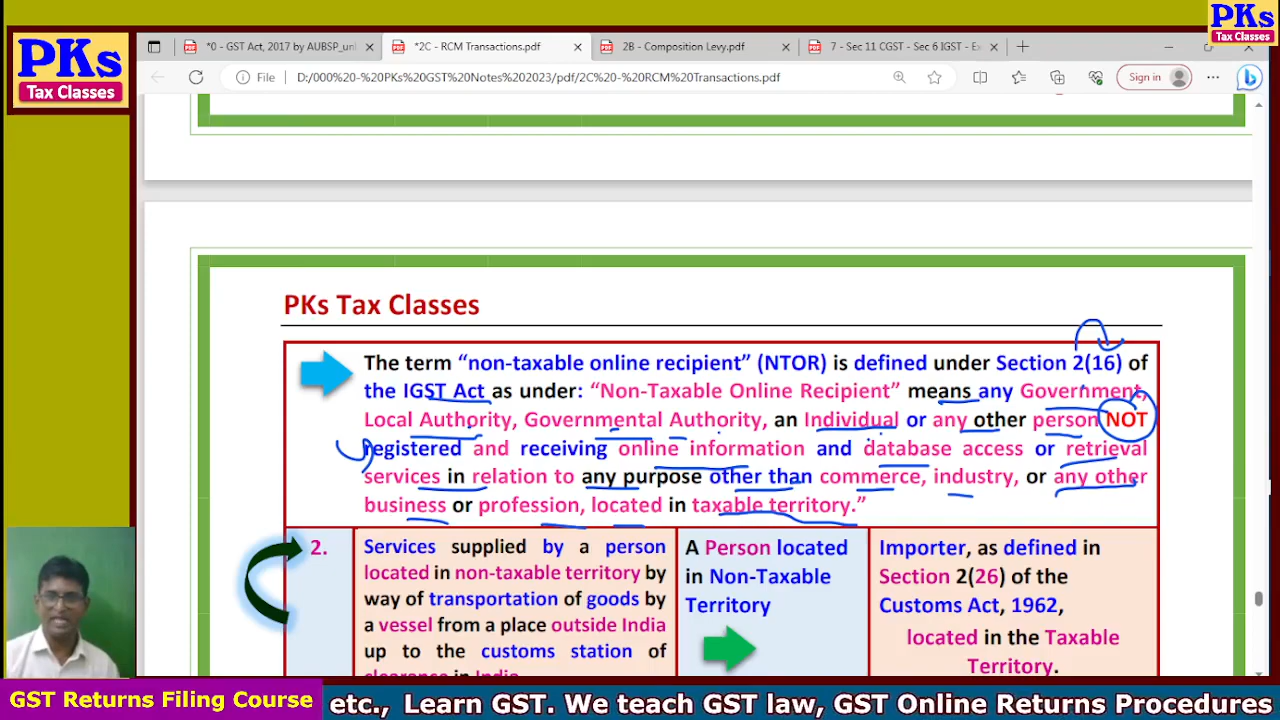 PKs
Tax Classes
PKs
Tax Classes
*0 - GST Act, 2017 by AUBSP_unl
*2C - RCM Transactions.pdf
2B - Composition Levy.pdf
7 - Sec 11 CGST - Sec 6 IGST - Ex
File
D:/000%20-%20PKs%20GST%20Notes%202023/pdf/2C%20-%20RCM%20Transactions.pdf
Sign in
PKs Tax Classes
The term “non-taxable online recipient” (NTOR) is defined under Section 2(16) of
the IGST Act as under: “Non-Taxable Online Recipient” means any Government,
Local Authority, Governmental Authority, an Individual or any other person NOT
registered and receiving online information and database access or retrieval
services in relation to any purpose other than commerce, industry, or any other
business or profession, located in taxable territory.”
2.
Services supplied by a person
located in non-taxable territory by
way of transportation of goods by
a vessel from a place outside India
up to the customs station of
clearance in India
A Person located
in Non-Taxable
Territory
Importer, as defined in
Section 2(26) of the
Customs Act, 1962,
located in the Taxable
Territory.
GST Returns Filing Course
etc., Learn GST. We teach GST law, GST Online Returns Procedures